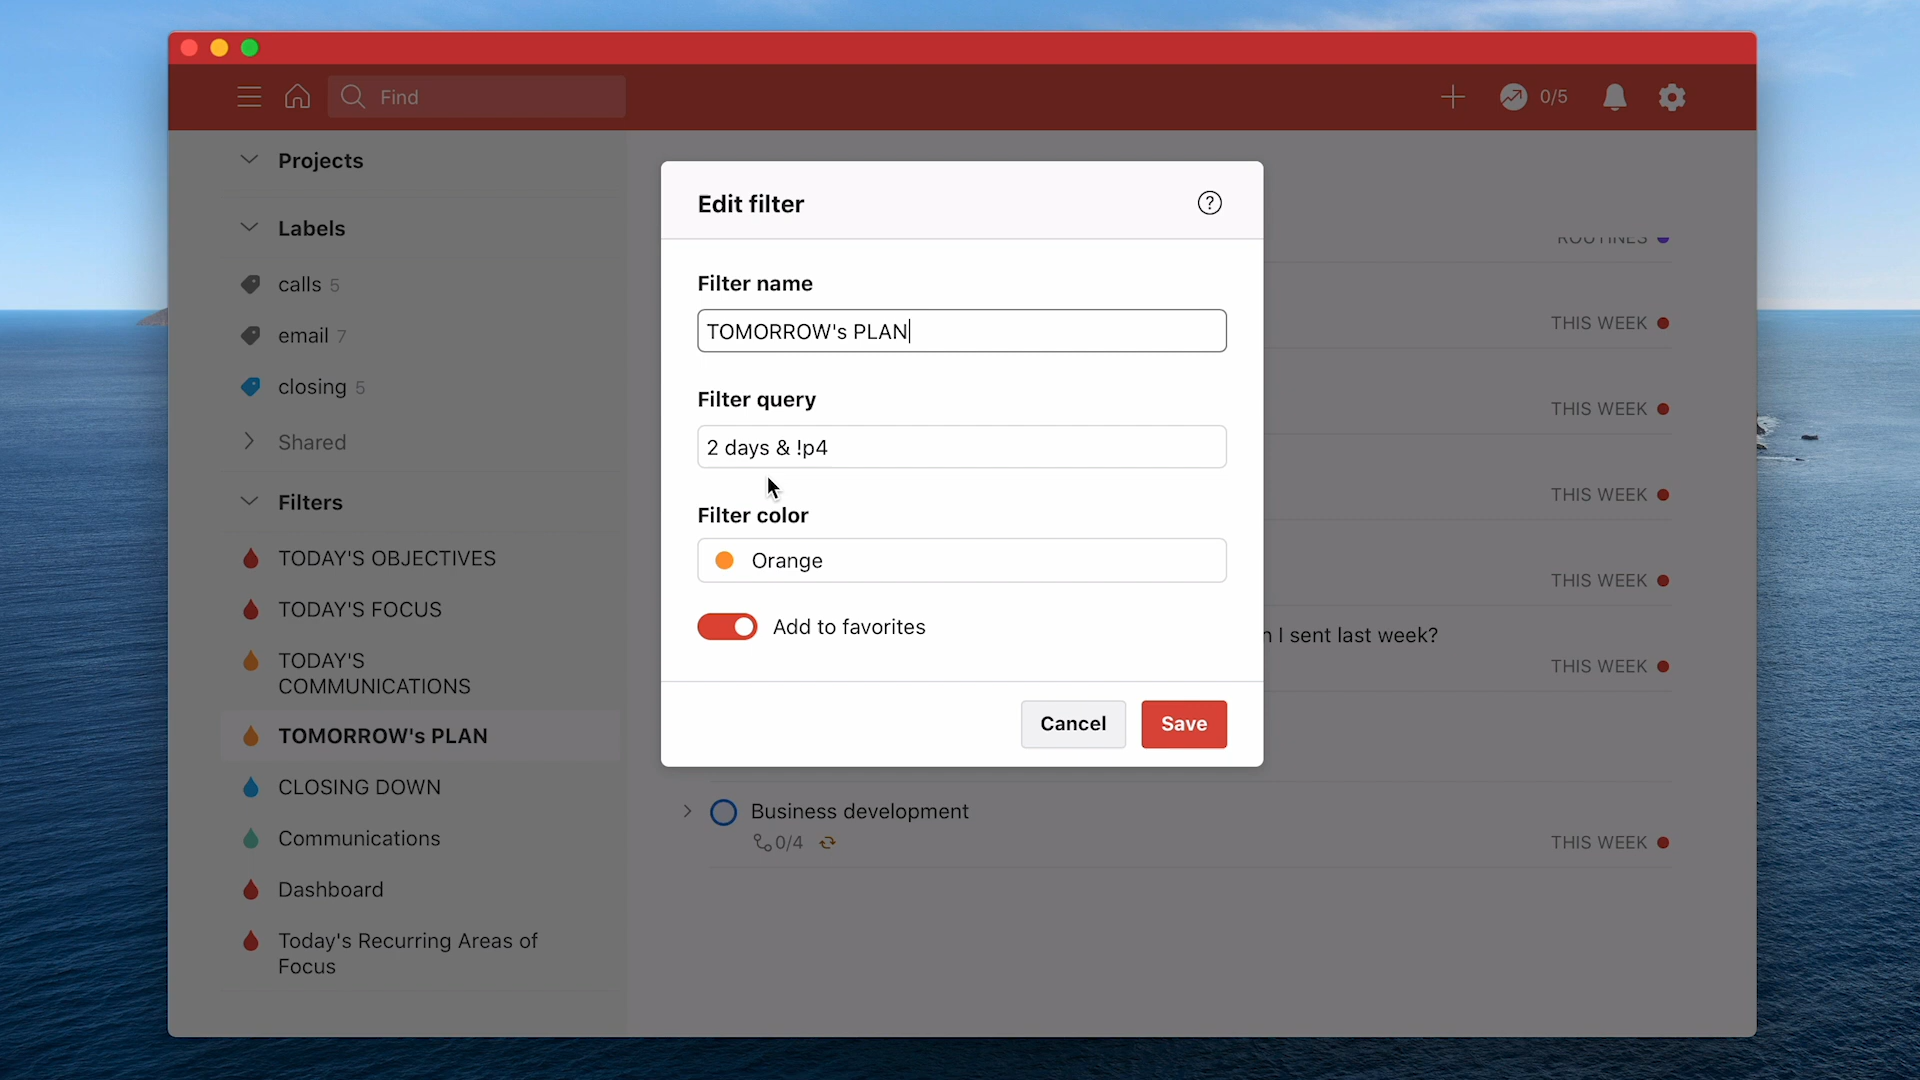 Find
0/5
Projects
Labels
calls 5
email 7
closing 5
Shared
Filters
TODAY'S OBJECTIVES
TODAY'S FOCUS
TODAY'S
COMMUNICATIONS
TOMORROW's PLAN
CLOSING DOWN
Communications
Dashboard
Today's Recurring Areas of
Focus
Edit filter
?
Filter name
TOMORROW's PLAN
Filter query
2 days & !p4
Filter color
Orange
Add to favorites
Cancel
Save
ROUTINES
THIS WEEK
THIS WEEK
THIS WEEK
THIS WEEK
I sent last week?
THIS WEEK
Business development
0/4
THIS WEEK